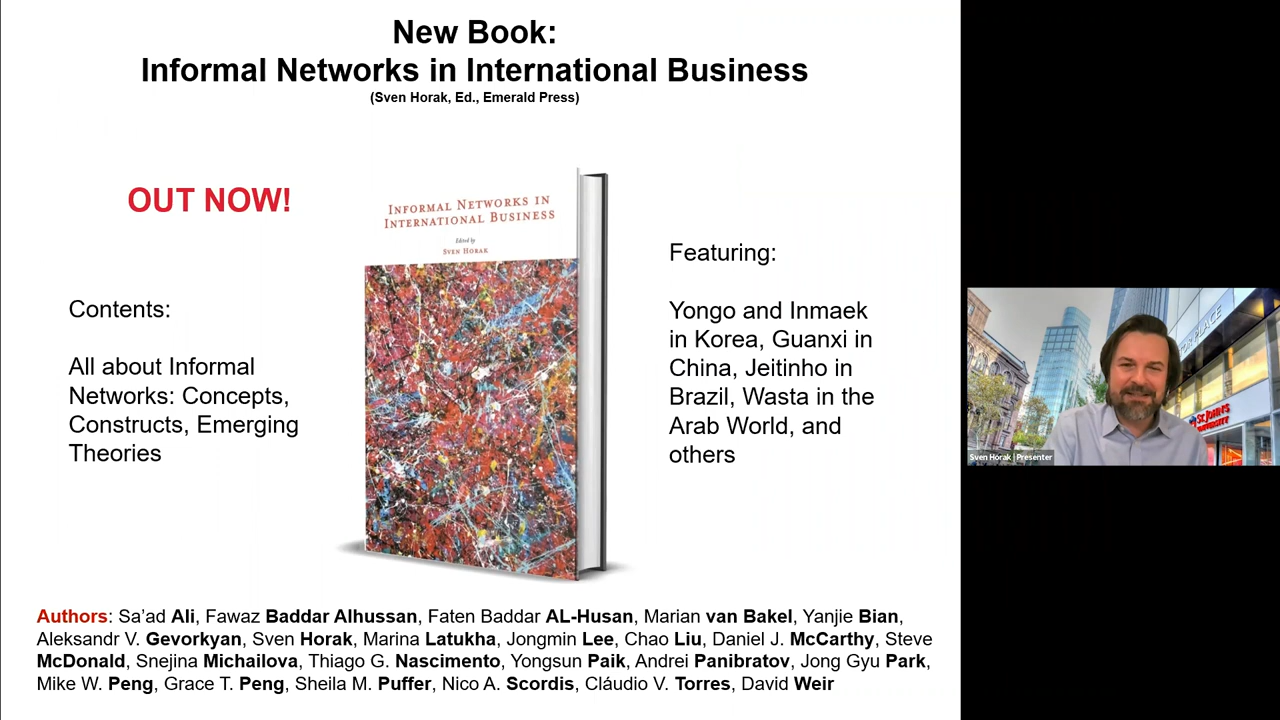 New Book:
Informal Networks in International Business
(Sven Horak, Ed., Emerald Press)
OUT NOW!
INFORMAL NETWORKS IN
INTERNATIONAL BUSINESS
Edited by
SVEN HORAK
Contents:
All about Informal
Networks: Concepts,
Constructs, Emerging
Theories
Featuring:
Yongo and Inmaek
in Korea, Guanxi in
China, Jeitinho in
Brazil, Wasta in the
Arab World, and
others
Authors: Sa’ad Ali, Fawaz Baddar Alhussan, Faten Baddar AL-Husan, Marian van Bakel, Yanjie Bian,
Aleksandr V. Gevorkyan, Sven Horak, Marina Latukha, Jongmin Lee, Chao Liu, Daniel J. McCarthy, Steve
McDonald, Snejina Michailova, Thiago G. Nascimento, Yongsun Paik, Andrei Panibratov, Jong Gyu Park,
Mike W. Peng, Grace T. Peng, Sheila M. Puffer, Nico A. Scordis, Cláudio V. Torres, David Weir
PLACE
ST. JOHN'S
UNIVERSITY
Sven Horak | Presenter